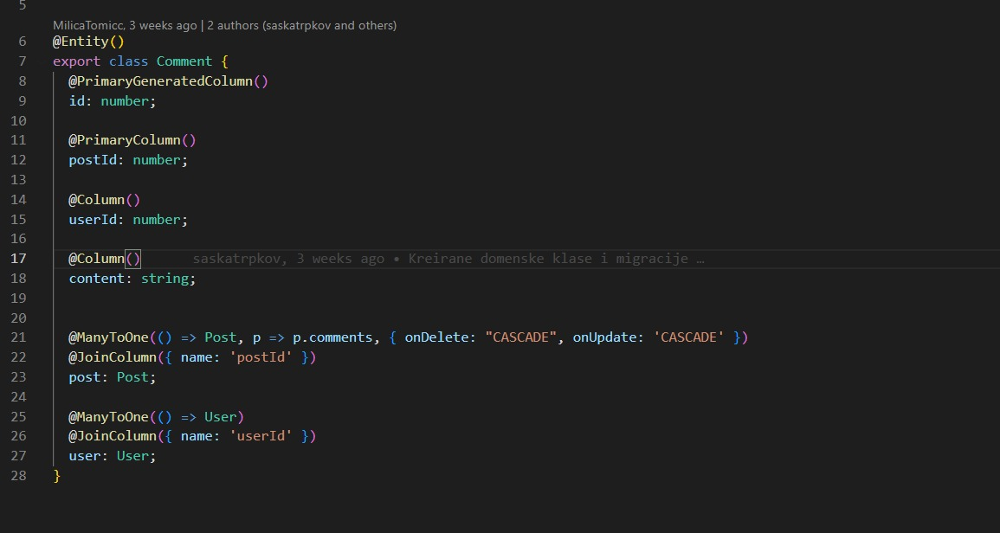 5
MilicaTomicc, 3 weeks ago | 2 authors (saskatrpkov and others)
6 @Entity()
7 export class Comment {
8 @PrimaryGeneratedColumn()
9 id: number;
10
11 @PrimaryColumn()
12 postId: number;
13
14 @Column()
15 userId: number;
16
17 @Column() saskatrpkov, 3 weeks ago • Kreirane domenske klase i migracije …
18 content: string;
19
20
21 @ManyToOne(() => Post, p => p.comments, { onDelete: "CASCADE", onUpdate: 'CASCADE' })
22 @JoinColumn({ name: 'postId' })
23 post: Post;
24
25 @ManyToOne(() => User)
26 @JoinColumn({ name: 'userId' })
27 user: User;
28 }